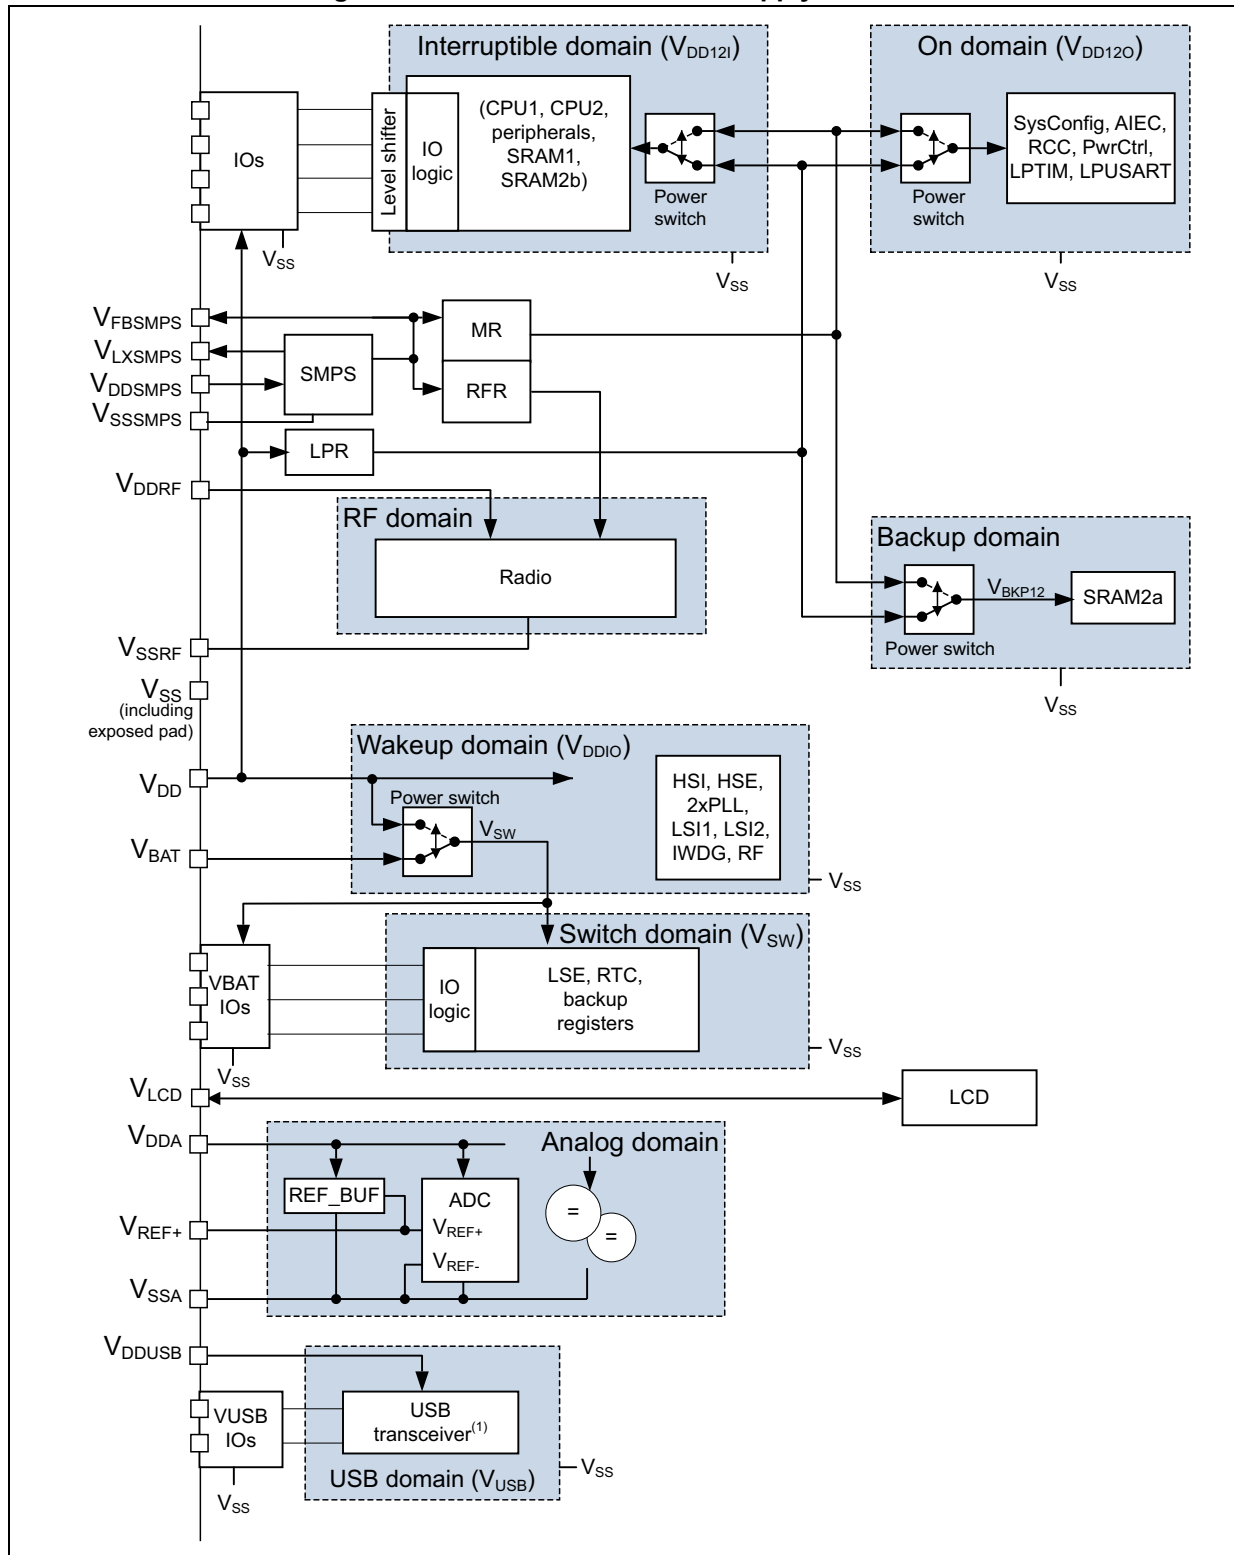 Interruptible domain (VDD12I)
On domain (VDD12O)
IOs
Level shifter
IO
logic
(CPU1, CPU2,
peripherals,
SRAM1,
SRAM2b)
Power
switch
Power
switch
SysConfig, AIEC,
RCC, PwrCtrl,
LPTIM, LPUSART
VSS
VSS
VSS
VFBSMPS
VLXSMPS
VDDSMPS
VSSSMPS
SMPS
MR
RFR
LPR
VDDRF
RF domain
Radio
VSSRF
Backup domain
VBKP12
SRAM2a
Power switch
VSS
VSS
(including
exposed pad)
Wakeup domain (VDDIO)
VDD
Power switch
VSW
HSI, HSE,
2xPLL,
LSI1, LSI2,
IWDG, RF
VBAT
VSS
Switch domain (VSW)
VBAT
IOs
IO
logic
LSE, RTC,
backup
registers
VSS
VSS
VLCD
LCD
VDDA
Analog domain
REF_BUF
ADC
VREF+
VREF+
VREF-
=
=
VSSA
VDDUSB
VUSB
IOs
USB
transceiver(1)
USB domain (VUSB)
VSS
VSS